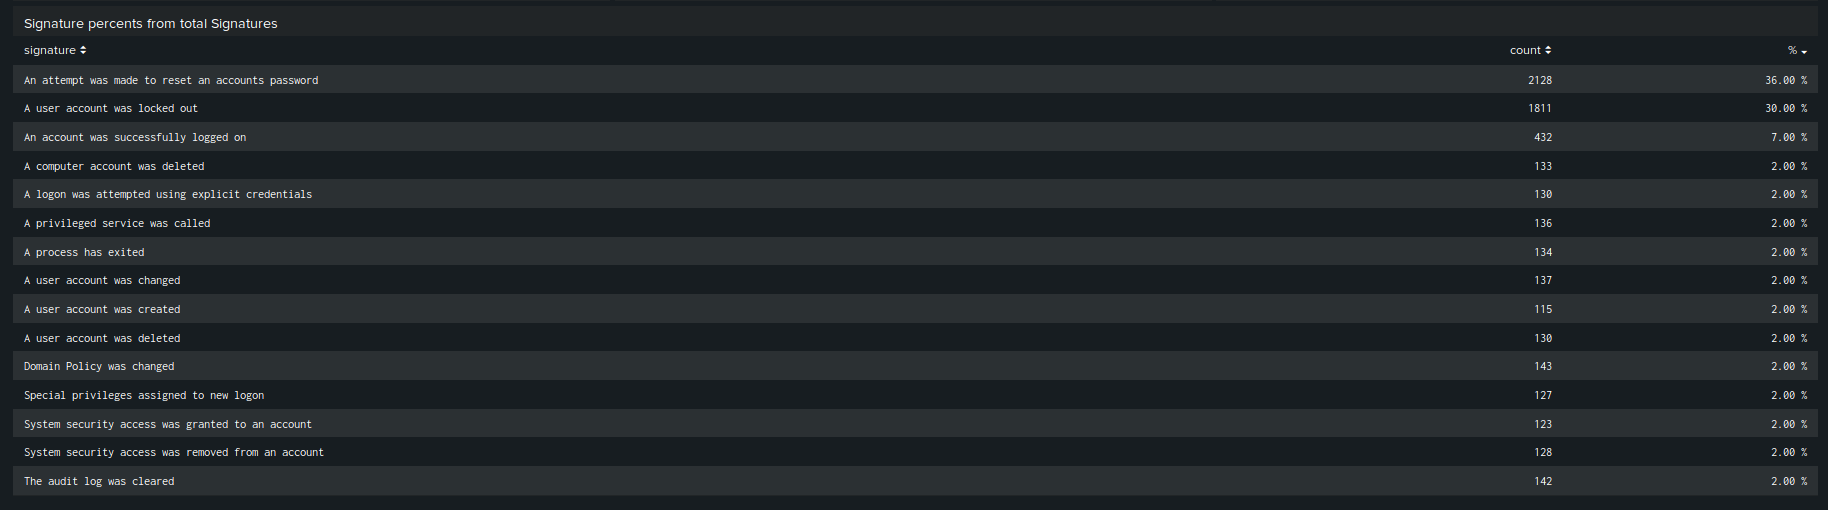 Signature percents from total Signatures
signature count %
An attempt was made to reset an accounts password 2128 36.00 %
A user account was locked out 1811 30.00 %
An account was successfully logged on 432 7.00 %
A computer account was deleted 133 2.00 %
A logon was attempted using explicit credentials 130 2.00 %
A privileged service was called 136 2.00 %
A process has exited 134 2.00 %
A user account was changed 137 2.00 %
A user account was created 115 2.00 %
A user account was deleted 130 2.00 %
Domain Policy was changed 143 2.00 %
Special privileges assigned to new logon 127 2.00 %
System security access was granted to an account 123 2.00 %
System security access was removed from an account 128 2.00 %
The audit log was cleared 142 2.00 %